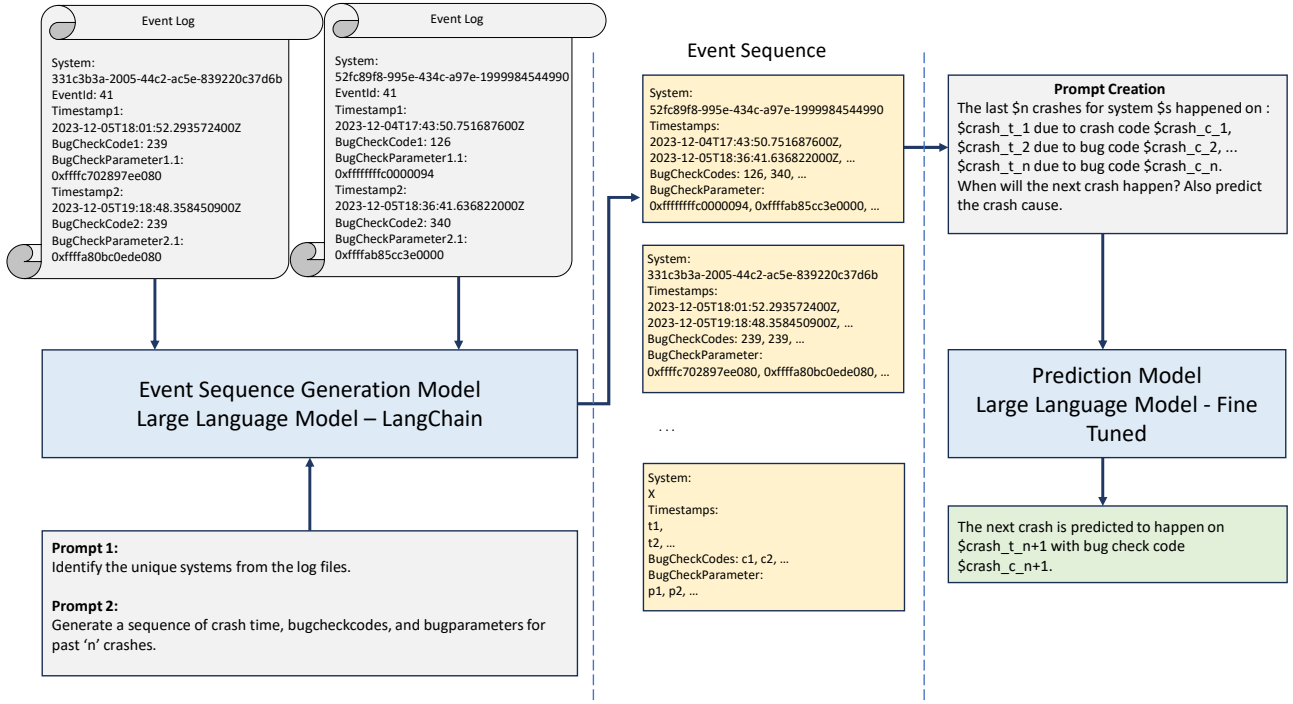 Event Log
System:
331c3b3a-2005-44c2-ac5e-839220c37d6b
EventId: 41
Timestamp1:
2023-12-05T18:01:52.293572400Z
BugCheckCode1: 239
BugCheckParameter1.1:
0xffffc702897ee080
Timestamp2:
2023-12-05T19:18:48.358450900Z
BugCheckCode2: 239
BugCheckParameter2.1:
0xffffa80bc0ede080
Event Log
System:
52fc89f8-995e-434c-a97e-1999984544990
EventId: 41
Timestamp1:
2023-12-04T17:43:50.751687600Z
BugCheckCode1: 126
BugCheckParameter1.1:
0xffffffffc0000094
Timestamp2:
2023-12-05T18:36:41.636822000Z
BugCheckCode2: 340
BugCheckParameter2.1:
0xffffab85cc3e0000
Event Sequence Generation Model
Large Language Model – LangChain
Prompt 1:
Identify the unique systems from the log files.
Prompt 2:
Generate a sequence of crash time, bugcheckcodes, and bugparameters for
past ‘n’ crashes.
Event Sequence
System:
52fc89f8-995e-434c-a97e-1999984544990
Timestamps:
2023-12-04T17:43:50.751687600Z,
2023-12-05T18:36:41.636822000Z, ...
BugCheckCodes: 126, 340, ...
BugCheckParameter:
0xffffffffc0000094, 0xffffab85cc3e0000, ...
System:
331c3b3a-2005-44c2-ac5e-839220c37d6b
Timestamps:
2023-12-05T18:01:52.293572400Z,
2023-12-05T19:18:48.358450900Z, ...
BugCheckCodes: 239, 239, ...
BugCheckParameter:
0xffffc702897ee080, 0xffffa80bc0ede080, ...
...
System:
X
Timestamps:
t1,
t2, ...
BugCheckCodes: c1, c2, ...
BugCheckParameter:
p1, p2, ...
Prompt Creation
The last $n crashes for system $s happened on :
$crash_t_1 due to crash code $crash_c_1,
$crash_t_2 due to bug code $crash_c_2, ...
$crash_t_n due to bug code $crash_c_n.
When will the next crash happen? Also predict
the crash cause.
Prediction Model
Large Language Model - Fine
Tuned
The next crash is predicted to happen on
$crash_t_n+1 with bug check code
$crash_c_n+1.